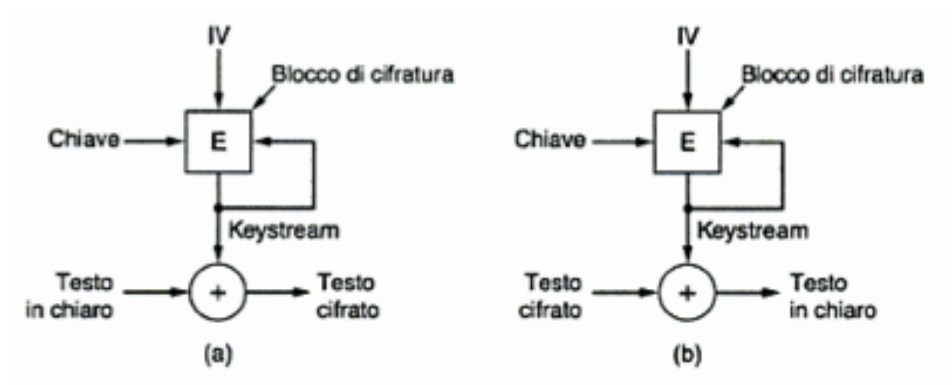 IV
Blocco di cifratura
Chiave
E
Keystream
Testo
in chiaro
+
Testo
cifrato
(a)
IV
Blocco di cifratura
Chiave
E
Keystream
Testo
cifrato
+
Testo
in chiaro
(b)